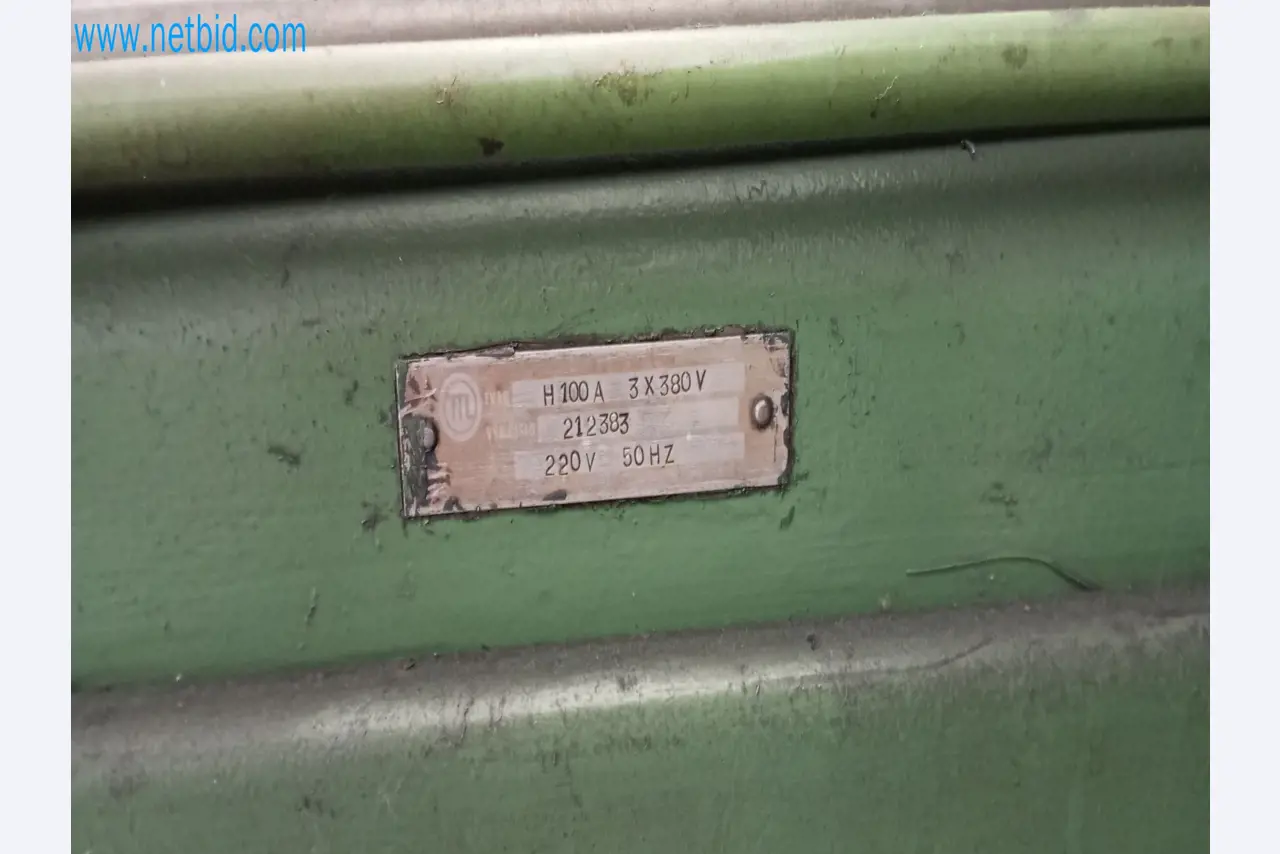 www.netbid.com
H 100 A 3 X 380 V
212383
220V 50 HZ